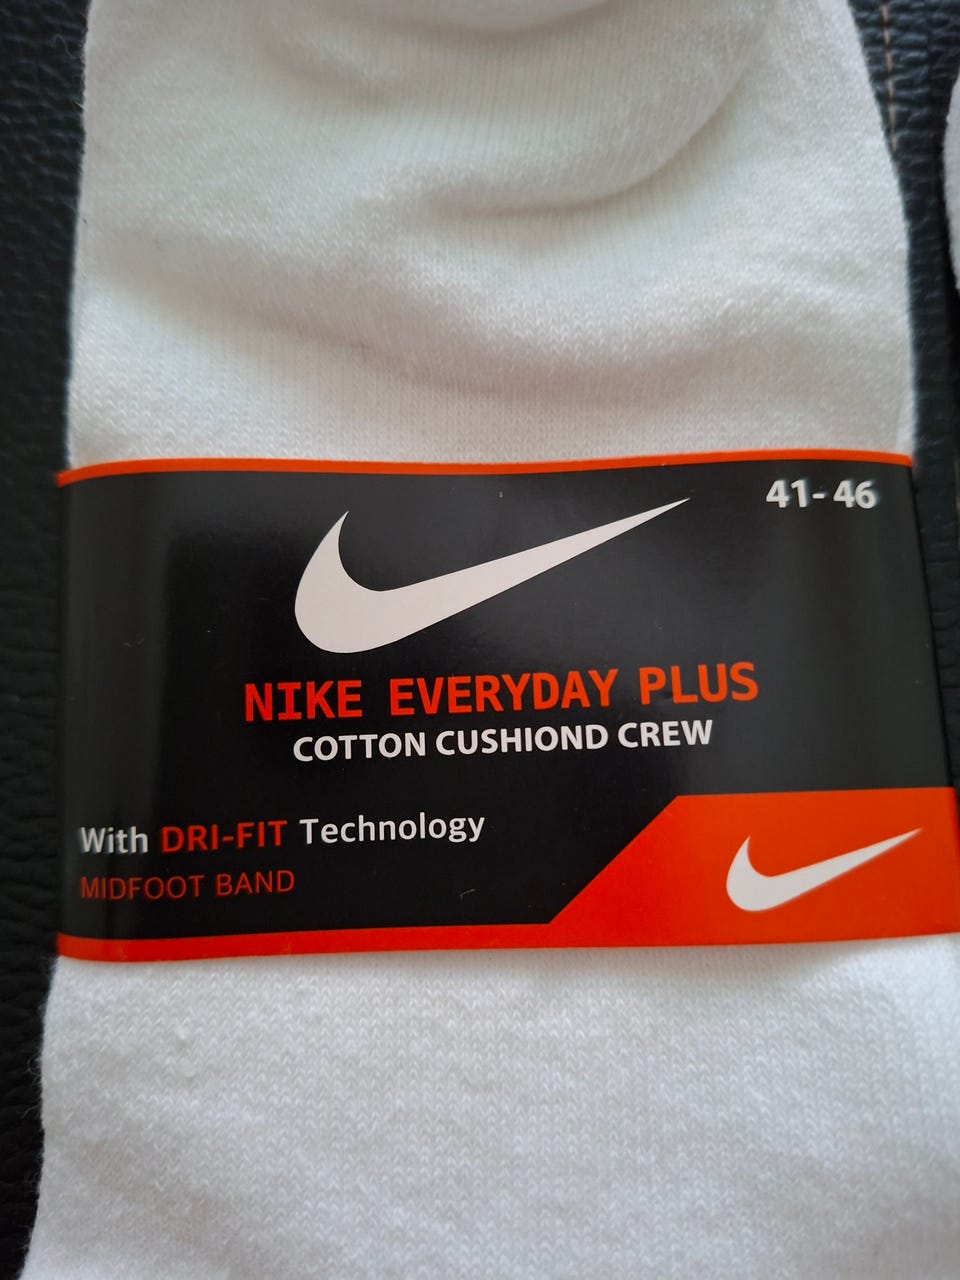 41-46
NIKE EVERYDAY PLUS
COTTON CUSHIOND CREW
With DRI-FIT Technology
MIDFOOT BAND